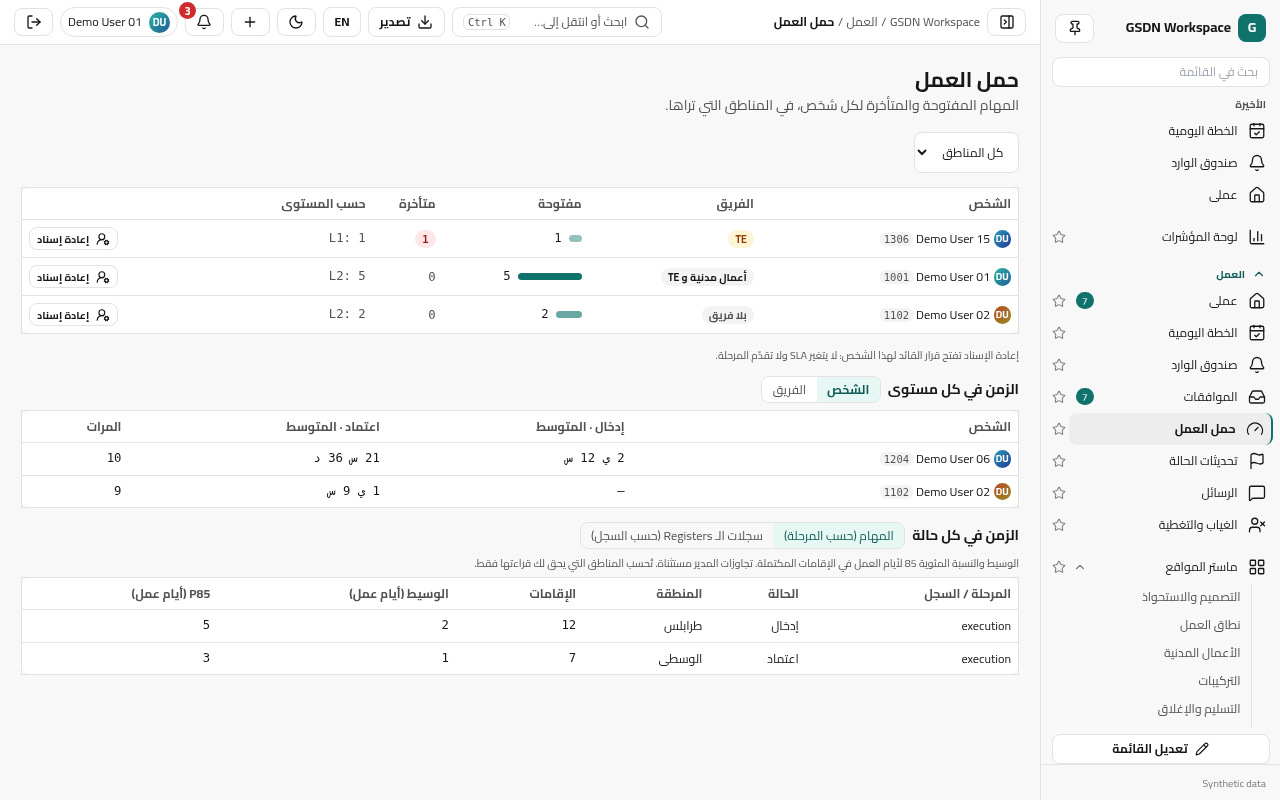 G GSDN Workspace
بحث في القائمة
الأخيرة
الخطة اليومية
صندوق الوارد
عملي
لوحة المؤشرات
العمل
عملي 7
الخطة اليومية
صندوق الوارد
الموافقات 7
حمل العمل
تحديثات الحالة
الرسائل
الغياب والتغطية
ماستر المواقع
التصميم والاستحواذ
نطاق العمل
الأعمال المدنية
التركيبات
التسليم والإغلاق
تعديل القائمة
Synthetic data
GSDN Workspace / العمل / حمل العمل
ابحث أو انتقل إلى... Ctrl K
تصدير
EN
3
DU Demo User 01
حمل العمل
المهام المفتوحة والمتأخرة لكل شخص، في المناطق التي تراها.
كل المناطق
الشخص الفريق مفتوحة متأخرة حسب المستوى
DU Demo User 15 1306 TE 1 1 L1: 1 إعادة إسناد
DU Demo User 01 1001 أعمال مدنية و TE 5 0 L2: 5 إعادة إسناد
DU Demo User 02 1102 بلا فريق 2 0 L2: 2 إعادة إسناد
إعادة الإسناد تفتح قرار القائد لهذا الشخص: لا يتغير SLA ولا تقدّم المرحلة.
الزمن في كل مستوى الشخص الفريق
الشخص إدخال · المتوسط اعتماد · المتوسط المرات
DU Demo User 06 1204 2 ي 12 س 21 س 36 د 10
DU Demo User 02 1102 — 1 ي 9 س 9
الزمن في كل حالة المهام (حسب المرحلة) سجلات الـ Registers (حسب السجل)
الوسيط والنسبة المئوية 85 لأيام العمل في الإقامات المكتملة. تجاوزات المدير مستثناة. تُحسب المناطق التي يحق لك قراءتها فقط.
المرحلة / السجل الحالة المنطقة الإقامات الوسيط (أيام عمل) P85 (أيام عمل)
execution إدخال طرابلس 12 2 5
execution اعتماد الوسطى 7 1 3